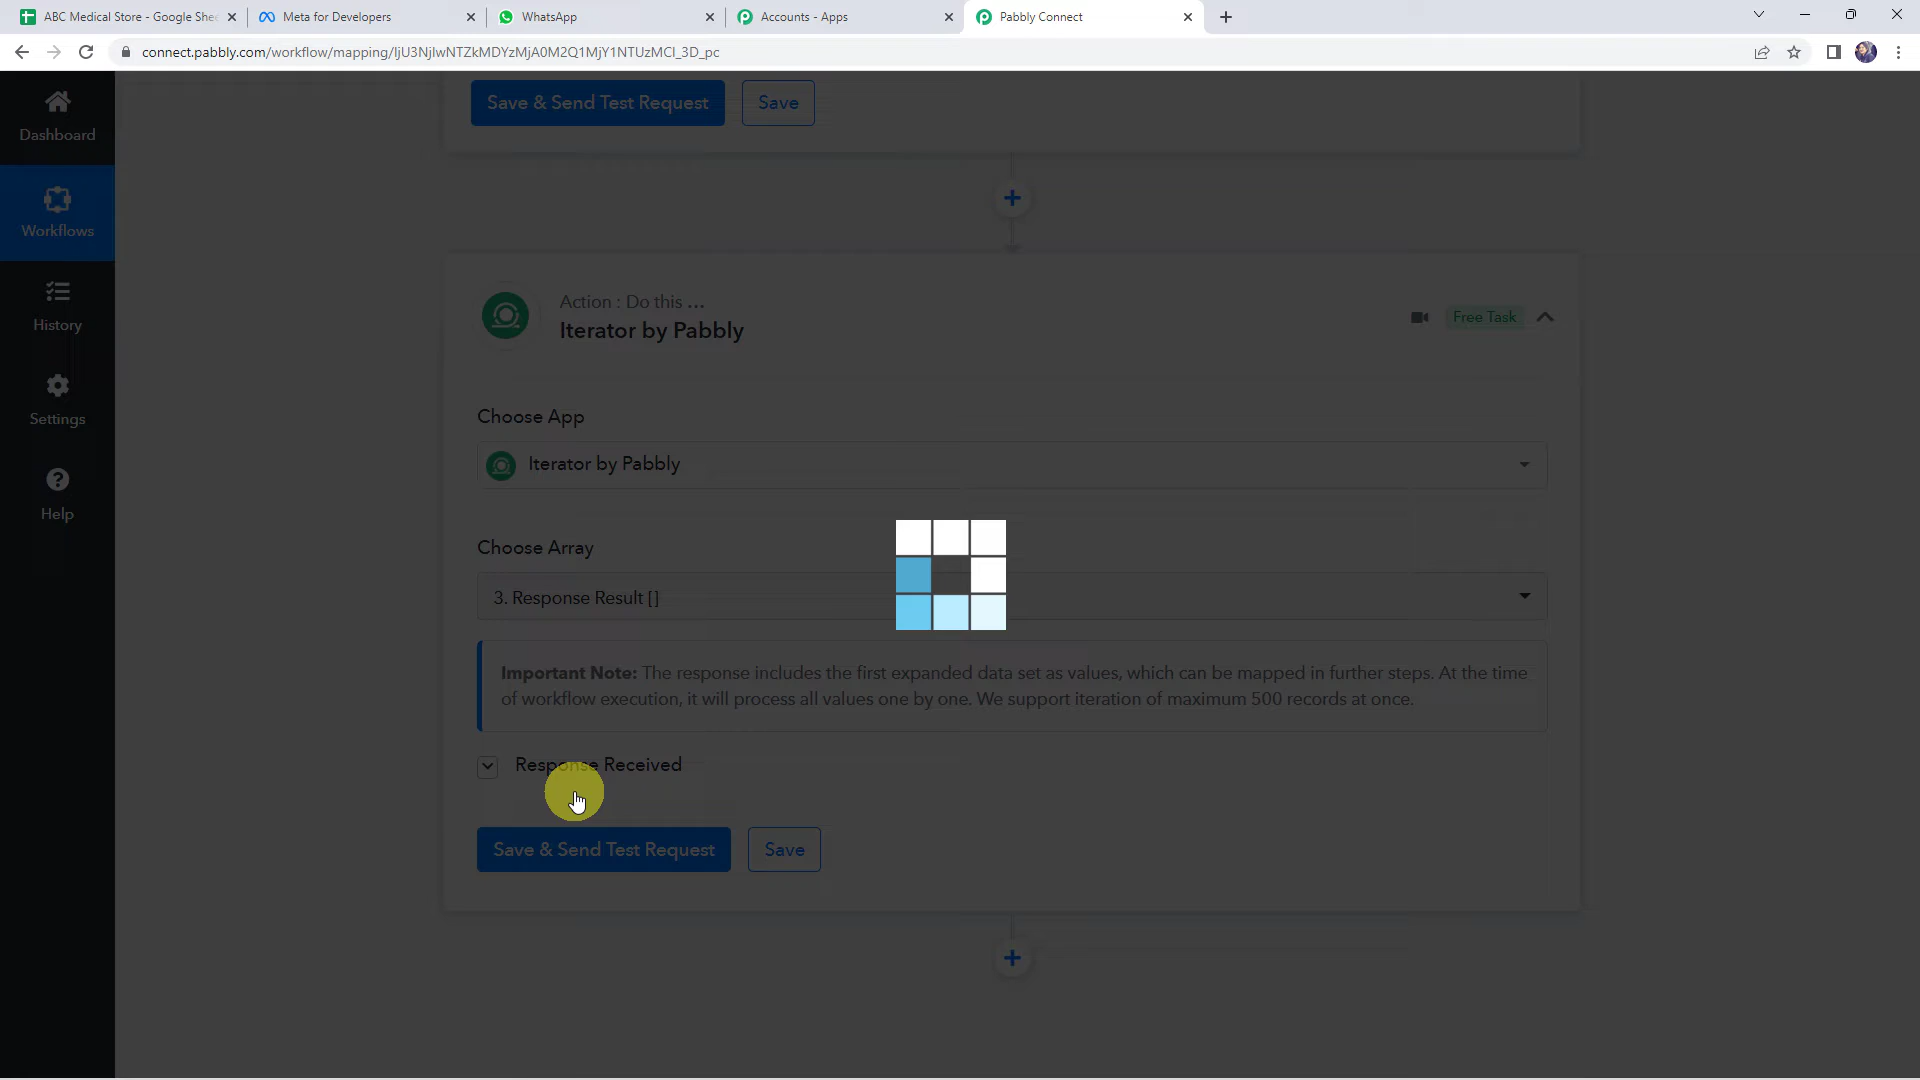 ABC Medical Store - Google She
Meta for Developers
WhatsApp
Accounts - Apps
Pabbly Connect
connect.pabbly.com/workflow/mapping/IjU3NjIwNTZkMDYzMjA0M2Q1MjY1NTUzMCI_3D_pc
Save & Send Test Request
Save
Dashboard
Workflows
History
Settings
Help
Action : Do this ...
Iterator by Pabbly
Free Task
Choose App
Iterator by Pabbly
Choose Array
3. Response Result []
Important Note: The response includes the first expanded data set as values, which can be mapped in further steps. At the time
of workflow execution, it will process all values one by one. We support iteration of maximum 500 records at once.
Response Received
Save & Send Test Request
Save